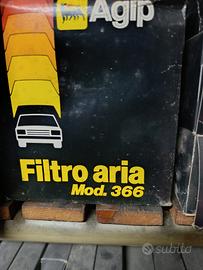 Agip
Filtro aria
Mod. 366
subito